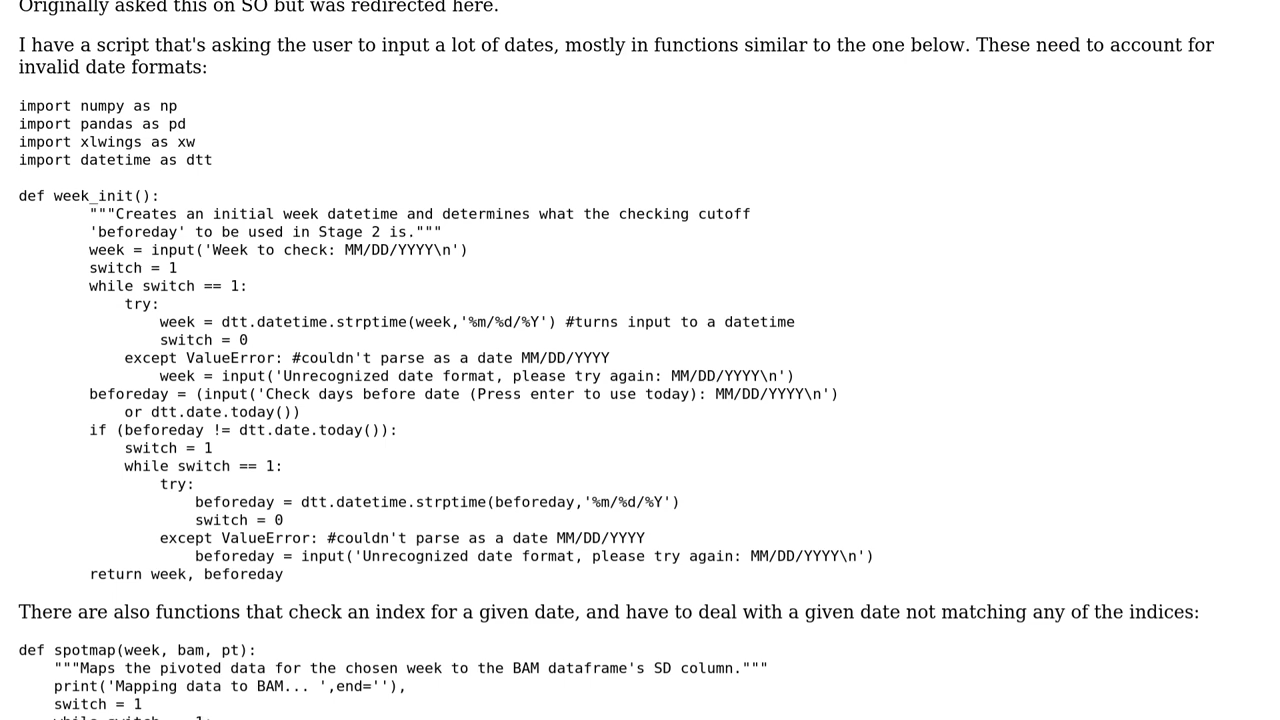 Originally asked this on SO but was redirected here.
I have a script that's asking the user to input a lot of dates, mostly in functions similar to the one below. These need to account for
invalid date formats:
import numpy as np
import pandas as pd
import xlwings as xw
import datetime as dtt
def week_init():
        """Creates an initial week datetime and determines what the checking cutoff
        'beforeday' to be used in Stage 2 is."""
        week = input('Week to check: MM/DD/YYYY\n')
        switch = 1
        while switch == 1:
            try:
                week = dtt.datetime.strptime(week,'%m/%d/%Y') #turns input to a datetime
                switch = 0
            except ValueError: #couldn't parse as a date MM/DD/YYYY
                week = input('Unrecognized date format, please try again: MM/DD/YYYY\n')
        beforeday = (input('Check days before date (Press enter to use today): MM/DD/YYYY\n')
            or dtt.date.today())
        if (beforeday != dtt.date.today()):
            switch = 1
            while switch == 1:
                try:
                    beforeday = dtt.datetime.strptime(beforeday,'%m/%d/%Y')
                    switch = 0
                except ValueError: #couldn't parse as a date MM/DD/YYYY
                    beforeday = input('Unrecognized date format, please try again: MM/DD/YYYY\n')
        return week, beforeday
There are also functions that check an index for a given date, and have to deal with a given date not matching any of the indices:
def spotmap(week, bam, pt):
    """Maps the pivoted data for the chosen week to the BAM dataframe's SD column."""
    print('Mapping data to BAM... ',end=''),
    switch = 1